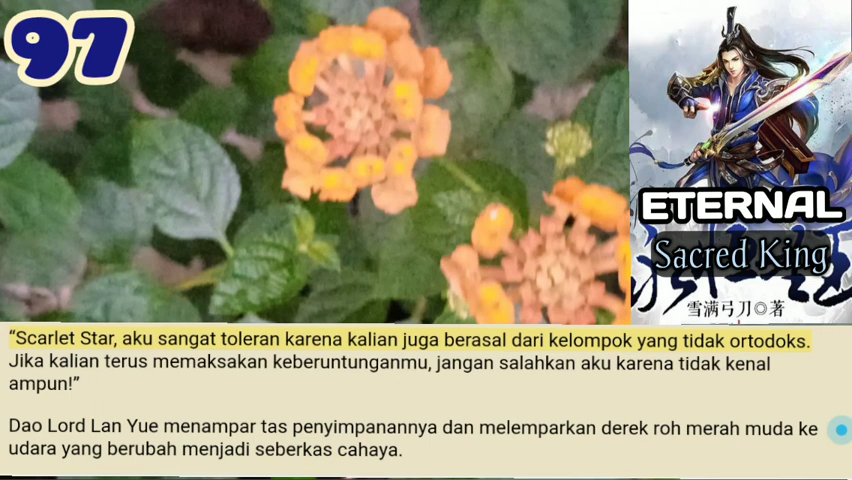 97
ETERNAL
Sacred King
雪满弓刀◎著
“Scarlet Star, aku sangat toleran karena kalian juga berasal dari kelompok yang tidak ortodoks.
Jika kalian terus memaksakan keberuntunganmu, jangan salahkan aku karena tidak kenal
ampun!”
Dao Lord Lan Yue menampar tas penyimpanannya dan melemparkan derek roh merah muda ke
udara yang berubah menjadi seberkas cahaya.